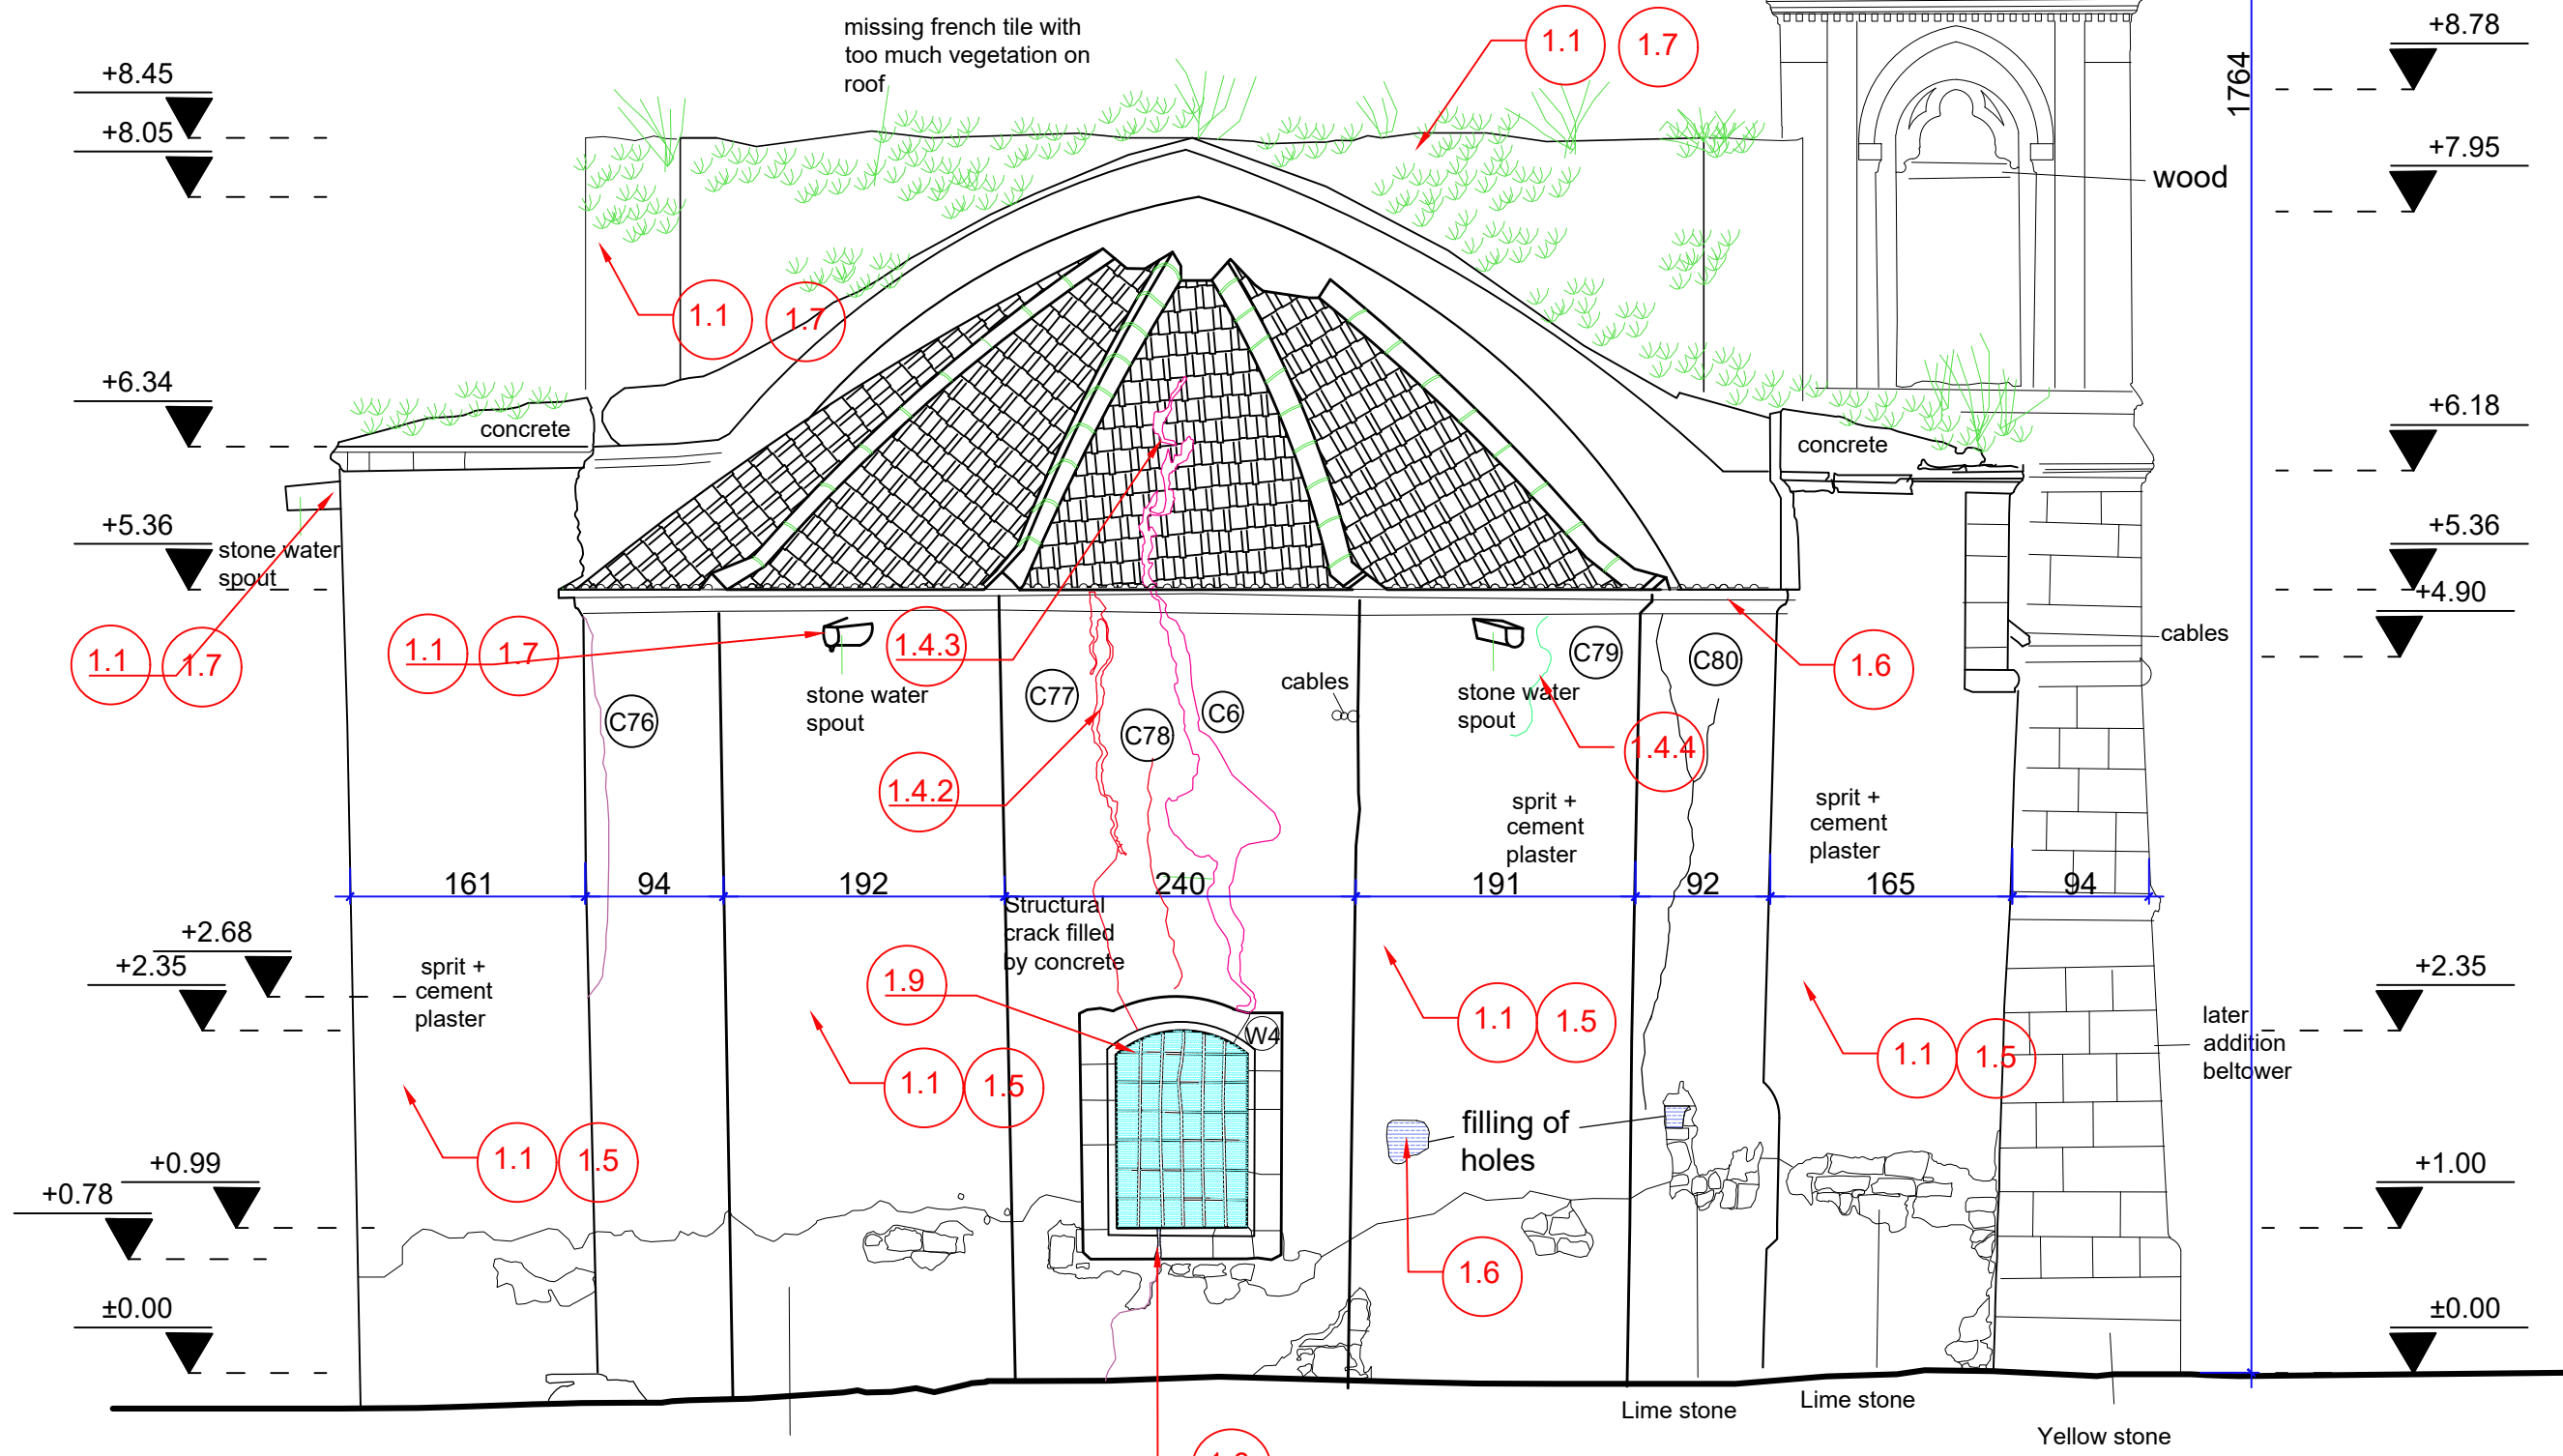 missing french tile with
too much vegetation on
roof
1.1
1.7
+8.78
1764
+8.45
+8.05
+7.95
wood
1.1
1.7
+6.34
concrete
+6.18
concrete
+5.36
stone water
spout
+5.36
+4.90
cables
1.1
1.7
1.1
1.7
1.4.3
stone water
spout
C76
C77
C78
C6
cables
stone water
spout
C79
C80
1.6
1.4.4
1.4.2
sprit +
cement
plaster
sprit +
cement
plaster
161
94
192
240
191
92
165
94
Structural
crack filled
by concrete
+2.68
+2.35
sprit +
cement
plaster
1.9
W4
+2.35
later
addition
beltower
1.1
1.5
1.1
1.5
1.1
1.5
1.1
1.5
filling of
holes
+0.99
+0.78
+1.00
1.6
±0.00
±0.00
Lime stone
Lime stone
Yellow stone